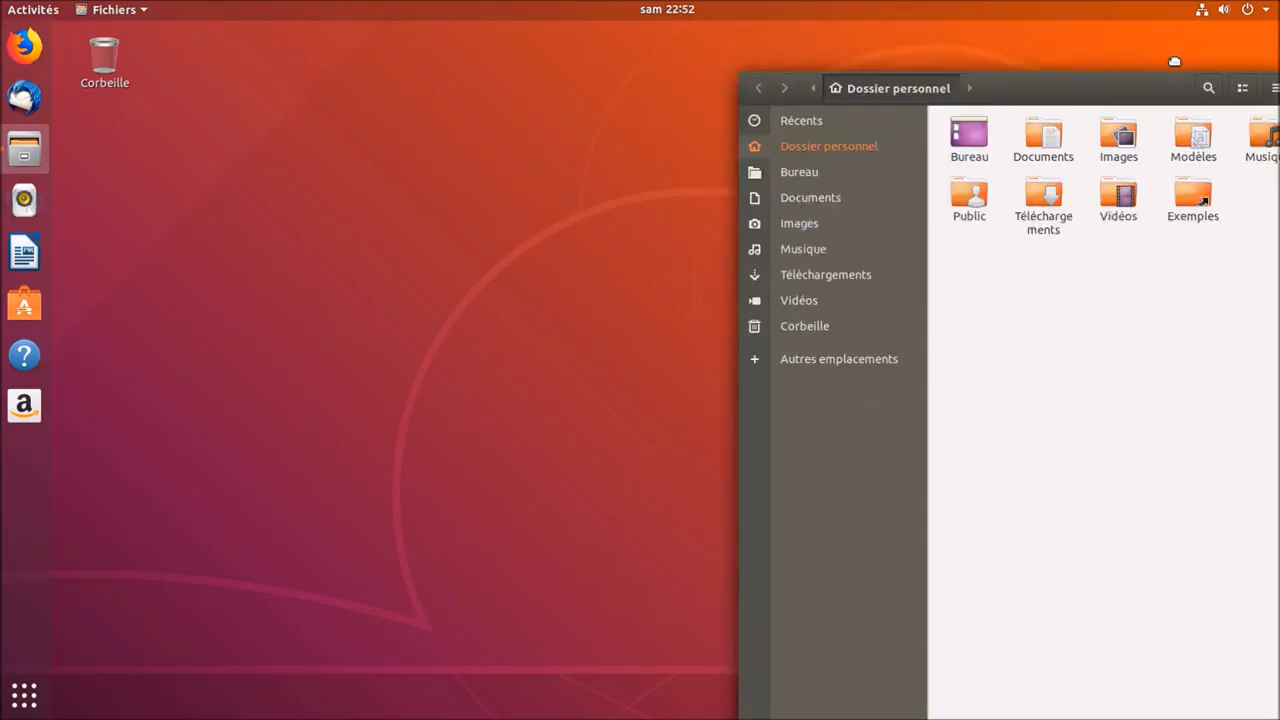 Activités
Fichiers
sam 22:52
Corbeille
Dossier personnel
Récents
Dossier personnel
Bureau
Documents
Images
Musique
Téléchargements
Vidéos
Corbeille
Autres emplacements
Bureau
Documents
Images
Modèles
Musiq
Public
Télécharge
ments
Vidéos
Exemples